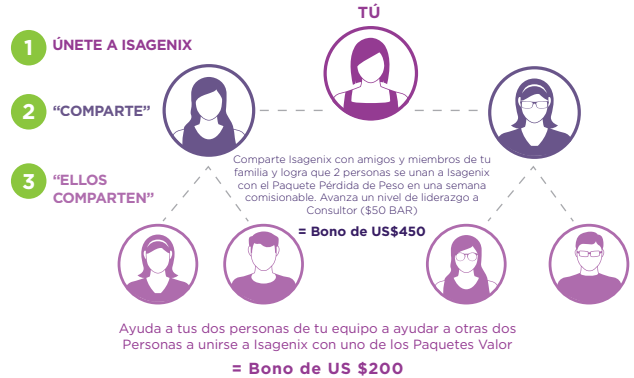 TÚ
1 ÚNETE A ISAGENIX
2 “COMPARTE”
3 “ELLOS
COMPARTEN”
Comparte Isagenix con amigos y miembros de tu
familia y logra que 2 personas se unan a Isagenix
con el Paquete Pérdida de Peso en una semana
comisionable. Avanza un nivel de liderazgo a
Consultor ($50 BAR)
= Bono de US$450
Ayuda a tus dos personas de tu equipo a ayudar a otras dos
Personas a unirse a Isagenix con uno de los Paquetes Valor
= Bono de US $200